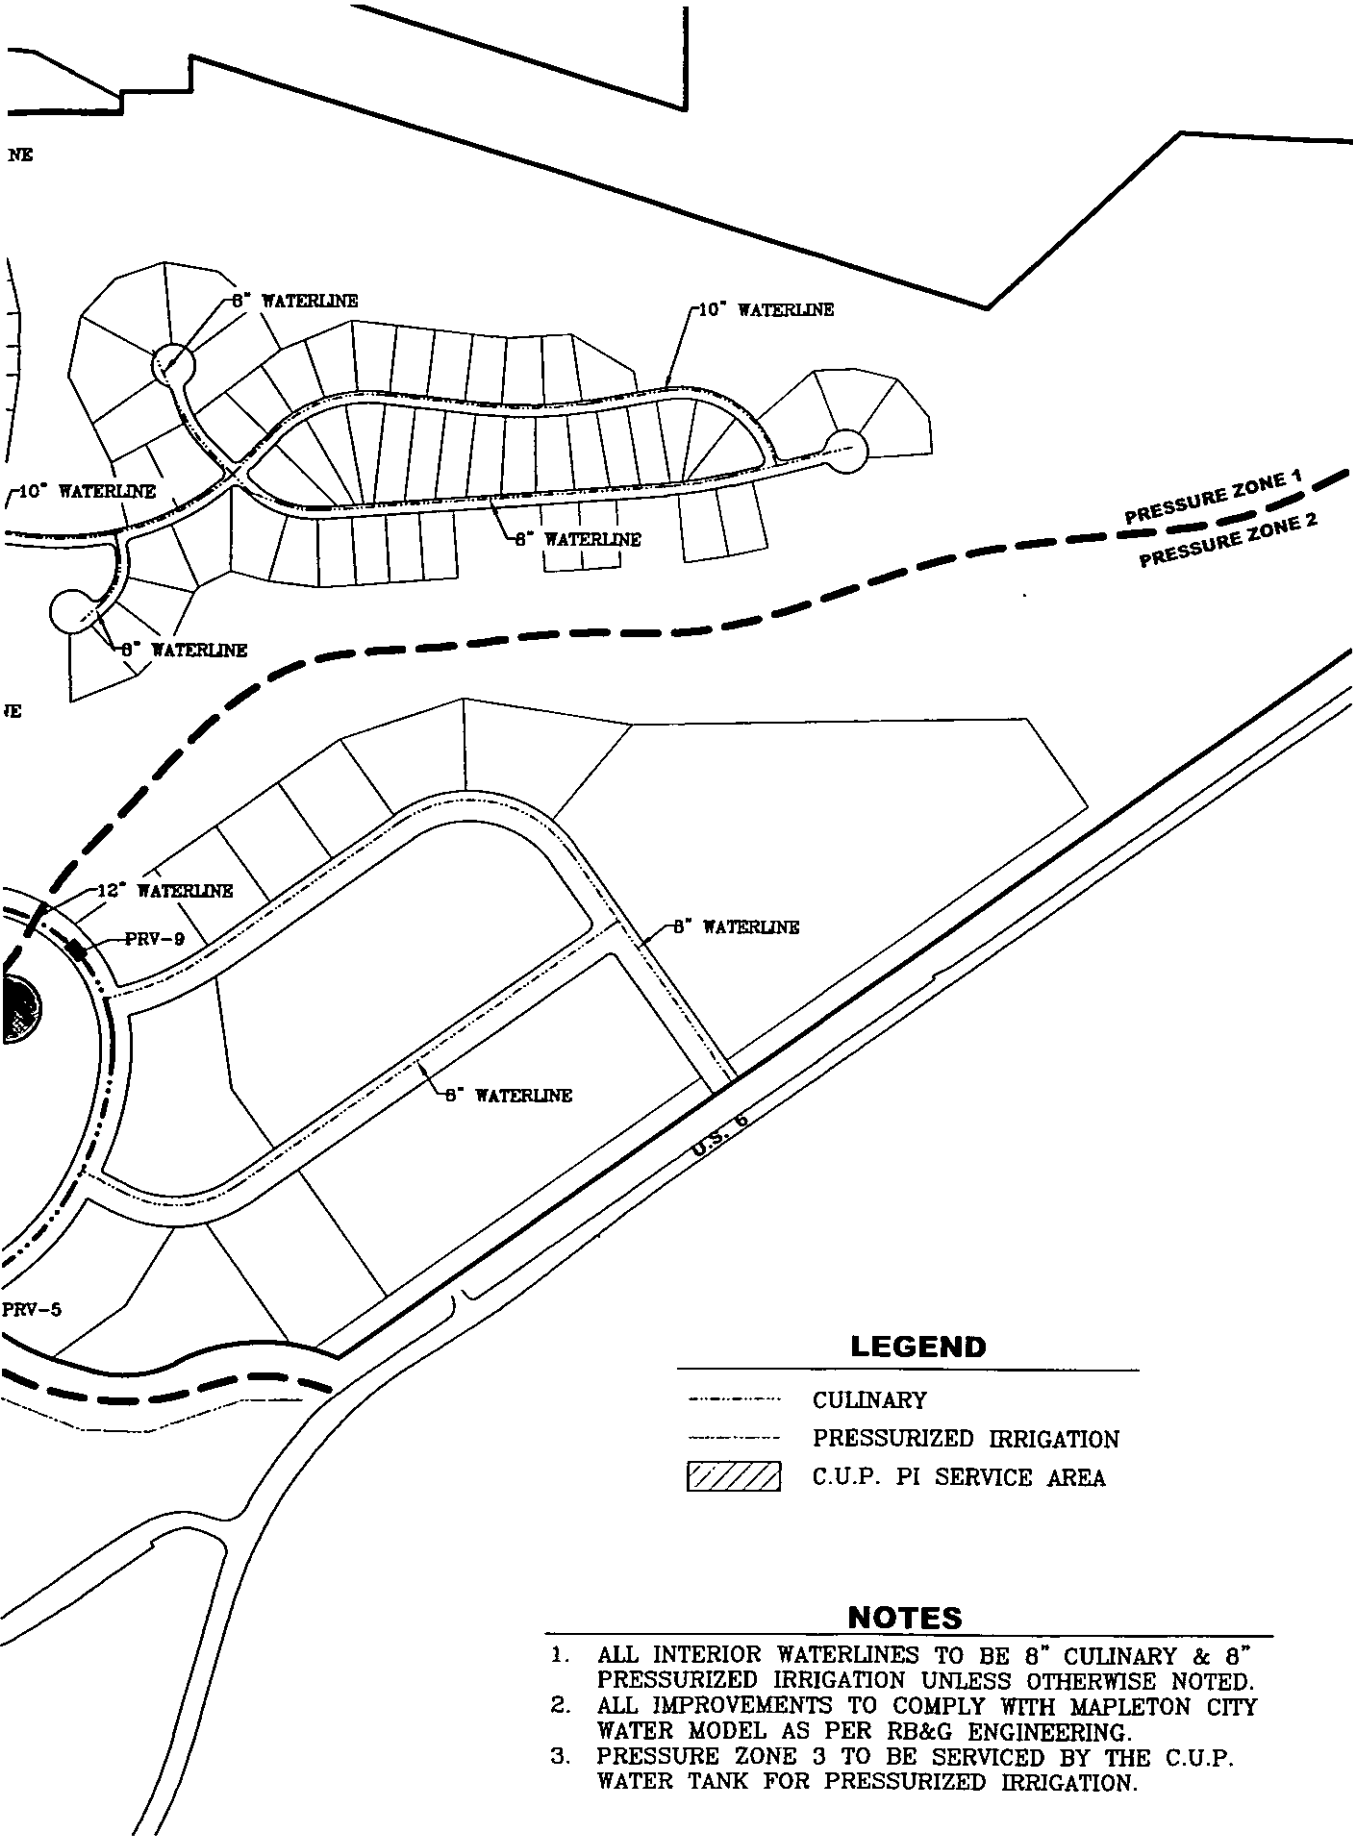 NE
8" WATERLINE
10" WATERLINE
10" WATERLINE
8" WATERLINE
PRESSURE ZONE 1
PRESSURE ZONE 2
8" WATERLINE
12" WATERLINE
PRV-9
8" WATERLINE
8" WATERLINE
U.S. 6
PRV-5
LEGEND
CULINARY
PRESSURIZED IRRIGATION
C.U.P. PI SERVICE AREA
NOTES
1. ALL INTERIOR WATERLINES TO BE 8" CULINARY & 8"
PRESSURIZED IRRIGATION UNLESS OTHERWISE NOTED.
2. ALL IMPROVEMENTS TO COMPLY WITH MAPLETON CITY
WATER MODEL AS PER RB&G ENGINEERING.
3. PRESSURE ZONE 3 TO BE SERVICED BY THE C.U.P.
WATER TANK FOR PRESSURIZED IRRIGATION.